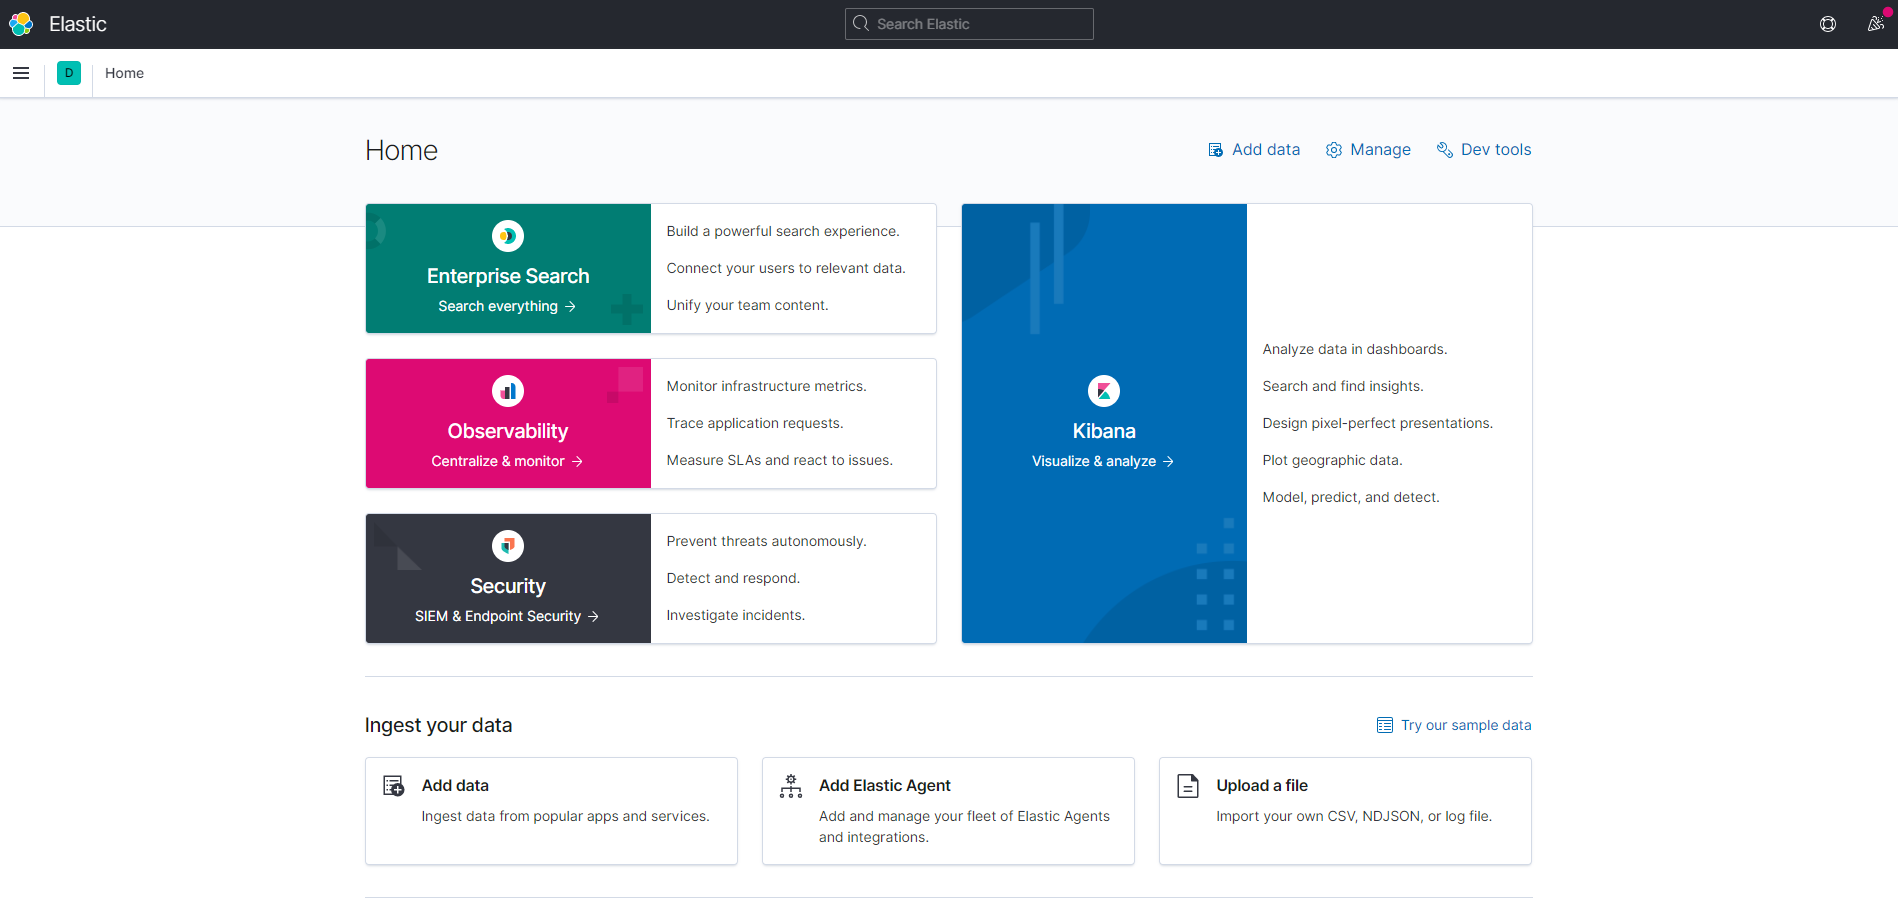 Elastic
Search Elastic
D
Home
Home
Add data
Manage
Dev tools
Enterprise Search
Search everything
Build a powerful search experience.
Connect your users to relevant data.
Unify your team content.
Observability
Centralize & monitor
Monitor infrastructure metrics.
Trace application requests.
Measure SLAs and react to issues.
Security
SIEM & Endpoint Security
Prevent threats autonomously.
Detect and respond.
Investigate incidents.
Kibana
Visualize & analyze
Analyze data in dashboards.
Search and find insights.
Design pixel-perfect presentations.
Plot geographic data.
Model, predict, and detect.
Ingest your data
Try our sample data
Add data
Ingest data from popular apps and services.
Add Elastic Agent
Add and manage your fleet of Elastic Agents
and integrations.
Upload a file
Import your own CSV, NDJSON, or log file.